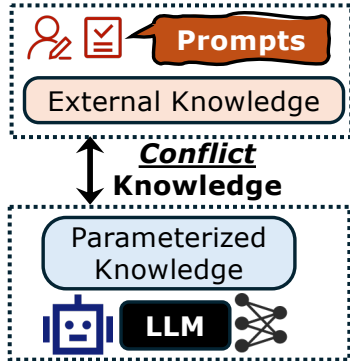 Prompts
External Knowledge
Conflict
Knowledge
Parameterized
Knowledge
LLM